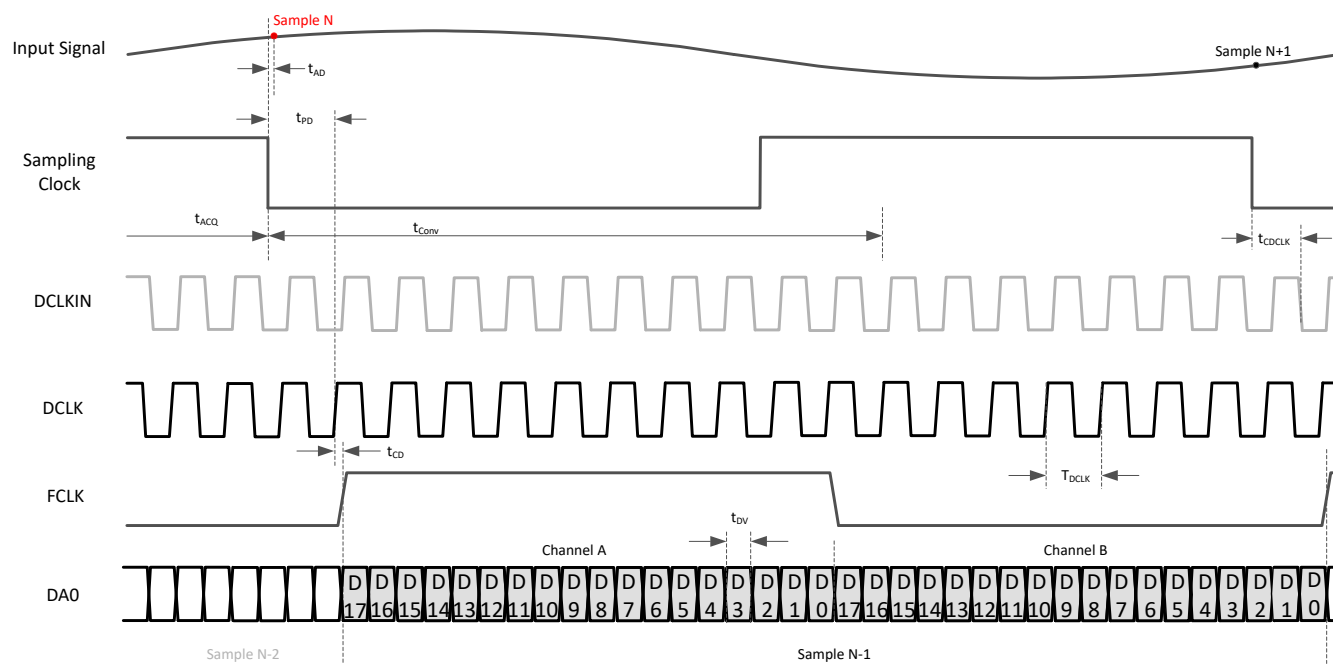 Sample N
Input Signal
Sample N+1
tAD
tPD
Sampling
Clock
tACQ
tConv
tCDCLK
DCLKIN
DCLK
tCD
TDCLK
FCLK
tDV
Channel A
Channel B
DA0
D D D D D D D D D D D D D D D D D D D D D D D D D D D D D D D D D D D D
17 16 15 14 13 12 11 10 9 8 7 6 5 4 3 2 1 0 17 16 15 14 13 12 11 10 9 8 7 6 5 4 3 2 1 0
Sample N-2
Sample N-1